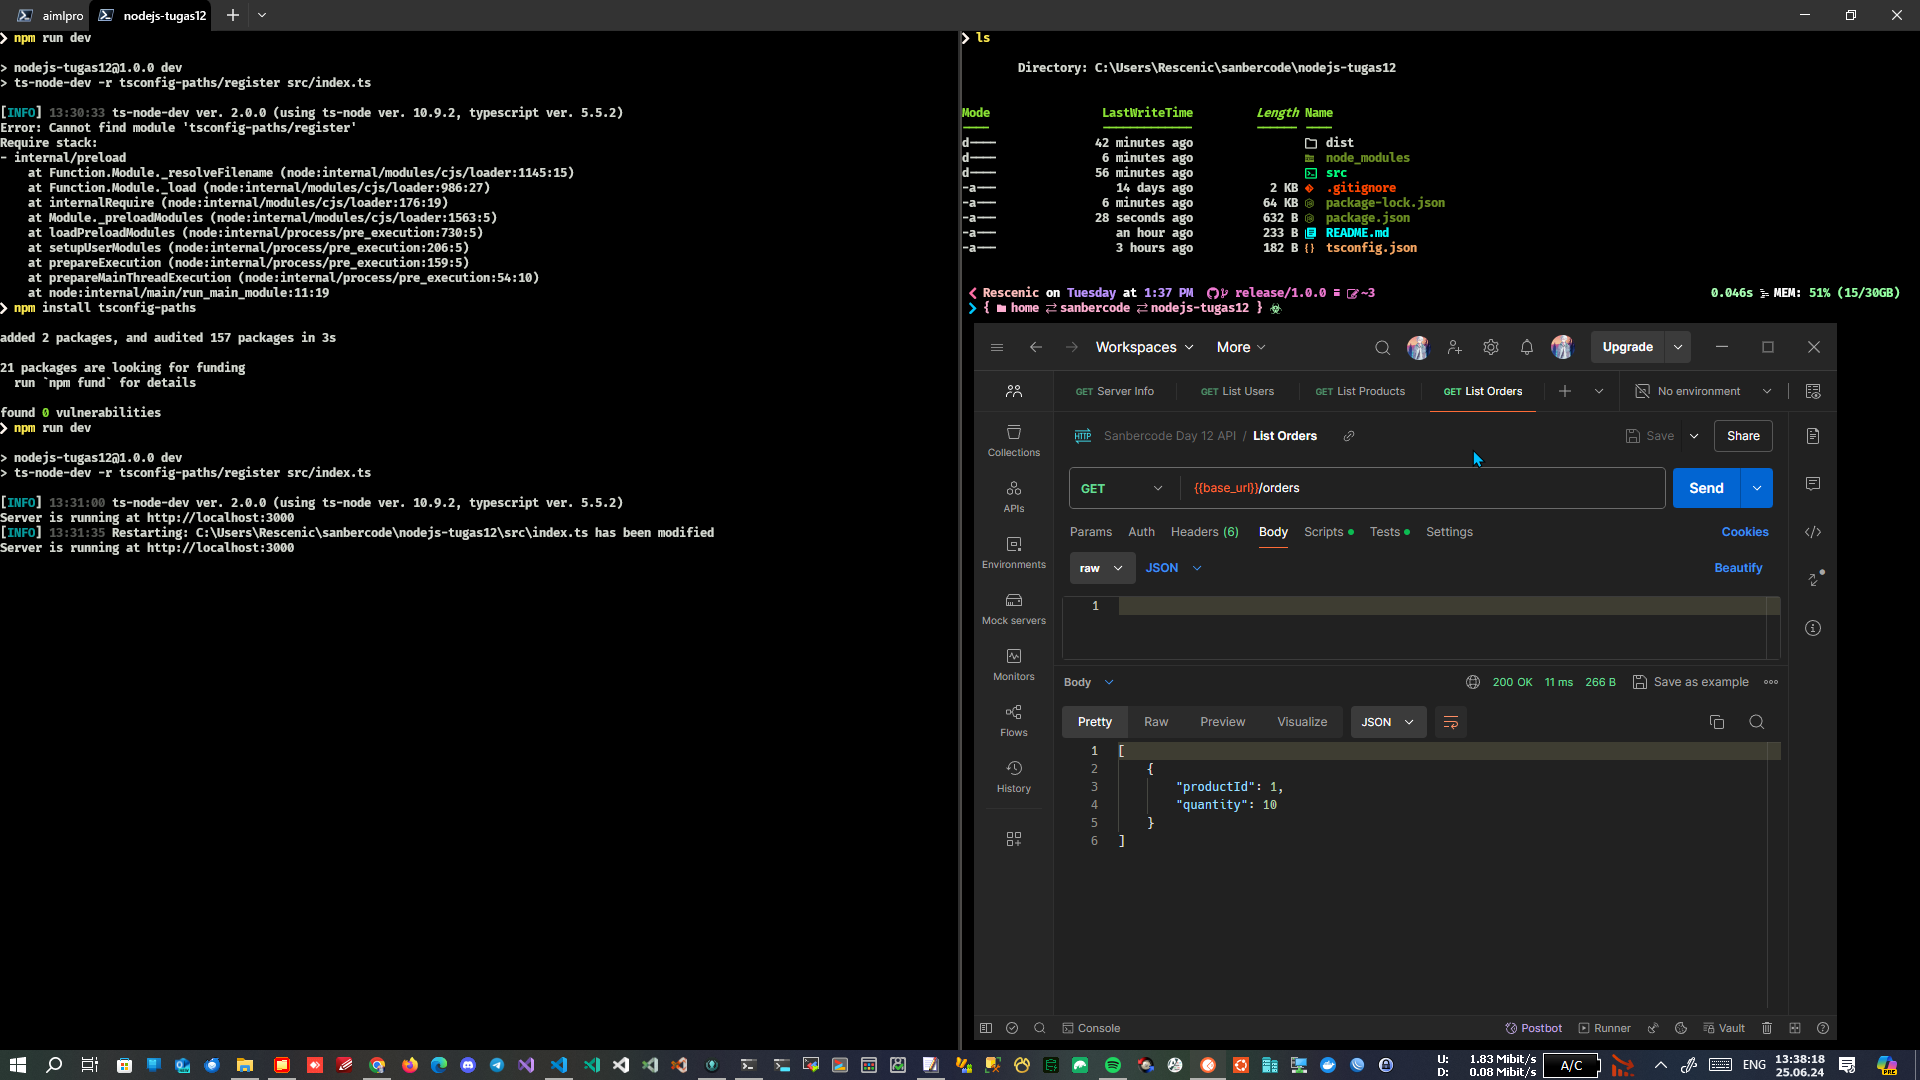 aimlpro
nodejs-tugas12
❯ npm run dev
> nodejs-tugas12@1.0.0 dev
> ts-node-dev -r tsconfig-paths/register src/index.ts
[INFO] 13:30:33 ts-node-dev ver. 2.0.0 (using ts-node ver. 10.9.2, typescript ver. 5.5.2)
Error: Cannot find module 'tsconfig-paths/register'
Require stack:
- internal/preload
    at Function.Module._resolveFilename (node:internal/modules/cjs/loader:1145:15)
    at Function.Module._load (node:internal/modules/cjs/loader:986:27)
    at internalRequire (node:internal/modules/cjs/loader:176:19)
    at Module._preloadModules (node:internal/modules/cjs/loader:1563:5)
    at loadPreloadModules (node:internal/process/pre_execution:730:5)
    at setupUserModules (node:internal/process/pre_execution:206:5)
    at prepareExecution (node:internal/process/pre_execution:159:5)
    at prepareMainThreadExecution (node:internal/process/pre_execution:54:10)
    at node:internal/main/run_main_module:11:19
❯ npm install tsconfig-paths
added 2 packages, and audited 157 packages in 3s
21 packages are looking for funding
  run `npm fund` for details
found 0 vulnerabilities
❯ npm run dev
> nodejs-tugas12@1.0.0 dev
> ts-node-dev -r tsconfig-paths/register src/index.ts
[INFO] 13:31:00 ts-node-dev ver. 2.0.0 (using ts-node ver. 10.9.2, typescript ver. 5.5.2)
Server is running at http://localhost:3000
[INFO] 13:31:35 Restarting: C:\Users\Rescenic\sanbercode\nodejs-tugas12\src\index.ts has been modified
Server is running at http://localhost:3000
❯ ls
Directory: C:\Users\Rescenic\sanbercode\nodejs-tugas12
Mode LastWriteTime Length Name
d---- 42 minutes ago dist
d---- 6 minutes ago node_modules
d---- 56 minutes ago src
-a--- 14 days ago 2 KB .gitignore
-a--- 6 minutes ago 64 KB package-lock.json
-a--- 28 seconds ago 632 B package.json
-a--- an hour ago 233 B README.md
-a--- 3 hours ago 182 B tsconfig.json
Rescenic on Tuesday at 1:37 PM release/1.0.0 ≡ ~3 0.046s MEM: 51% (15/30GB)
{ home ⇄ sanbercode ⇄ nodejs-tugas12 }
Workspaces More Upgrade
GET Server Info GET List Users GET List Products GET List Orders No environment
HTTP Sanbercode Day 12 API / List Orders Save Share
GET {{base_url}}/orders Send
Params Auth Headers (6) Body Scripts Tests Settings Cookies
raw JSON Beautify
1
Collections
APIs
Environments
Mock servers
Monitors
Flows
History
Body 200 OK 11 ms 266 B Save as example
Pretty Raw Preview Visualize JSON
1 [
2 {
3 "productId": 1,
4 "quantity": 10
5 }
6 ]
Console Postbot Runner Vault
U: 1.83 Mibit/s
D: 0.08 Mibit/s
A/C
ENG
13:38:18
25.06.24